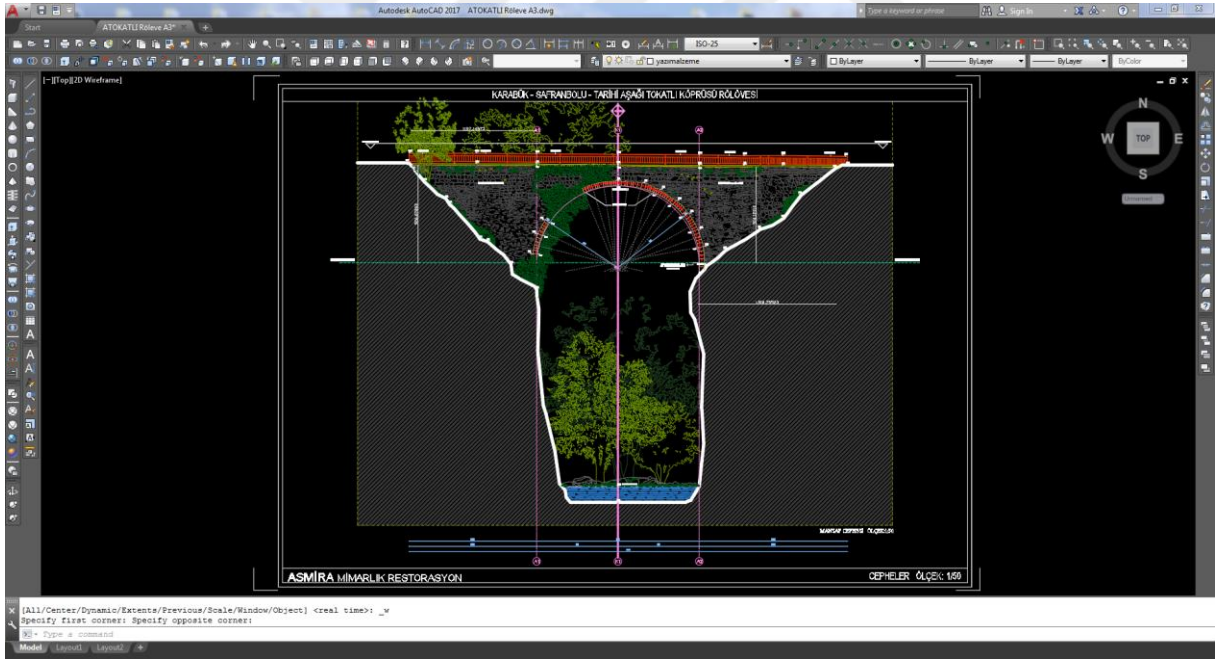 Autodesk AutoCAD 2017 ATOKATLI Röleve A3.dwg
Type a keyword or phrase
Sign In
Start
ATOKATLI Röleve A3*
ISO-25
yazımalzeme
ByLayer
ByLayer
ByLayer
ByColor
[-][Top][2D Wireframe]
KARABÜK - SAFRANBOLU - TARİHİ AŞAĞI TOKATLI KÖPRÜSÜ RÖLÖVESİ
N
W
TOP
E
S
Unnamed
ASMİRA MİMARLIK RESTORASYON
CEPHELER ÖLÇEK: 1/50
[All/Center/Dynamic/Extents/Previous/Scale/Window/Object] <real time>: _w
Specify first corner: Specify opposite corner:
Type a command
Model
Layout1
Layout2